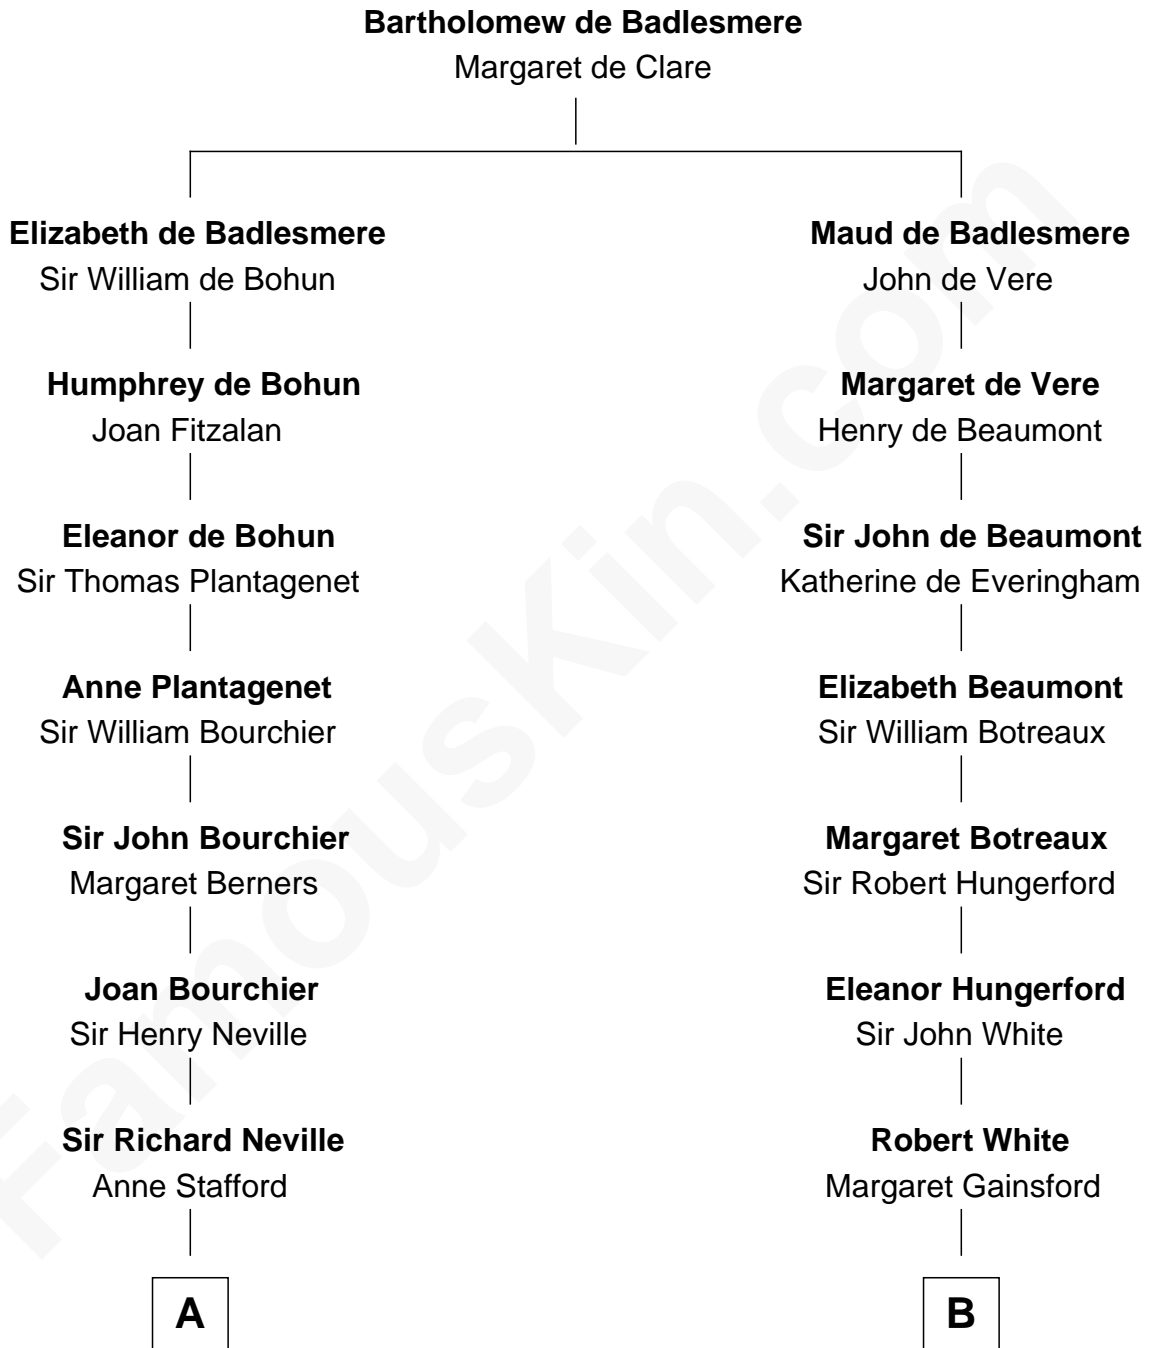 Bartholomew de Badlesmere
Margaret de Clare
Elizabeth de Badlesmere
Sir William de Bohun
Maud de Badlesmere
John de Vere
Humphrey de Bohun
Joan Fitzalan
Margaret de Vere
Henry de Beaumont
Eleanor de Bohun
Sir Thomas Plantagenet
Sir John de Beaumont
Katherine de Everingham
Anne Plantagenet
Sir William Bourchier
Elizabeth Beaumont
Sir William Botreaux
Sir John Bourchier
Margaret Berners
Margaret Botreaux
Sir Robert Hungerford
Joan Bourchier
Sir Henry Neville
Eleanor Hungerford
Sir John White
Sir Richard Neville
Anne Stafford
Robert White
Margaret Gainsford
A
B
FamousKin.com